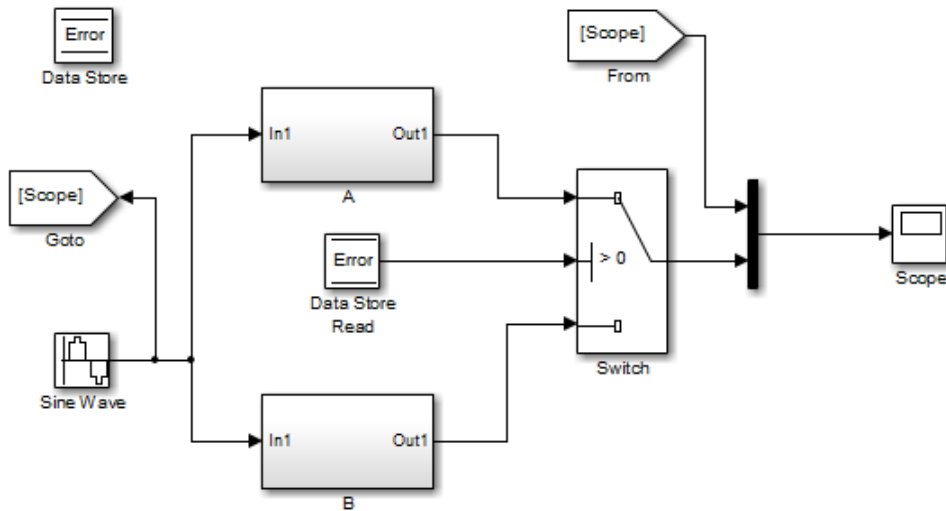 Error
Data Store
[Scope]
From
In1
Out1
A
[Scope]
Goto
Error
Data Store
Read
> 0
Switch
Scope
Sine Wave
In1
Out1
B